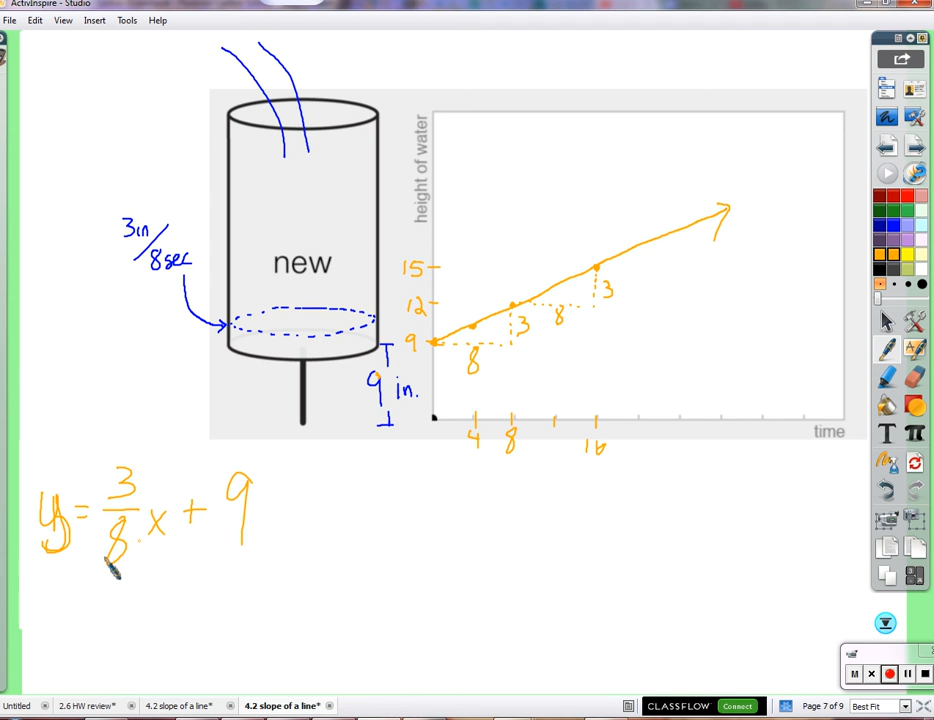 ActivInspire - Studio
File Edit View Insert Tools Help
3in
/
8sec
new
9 in.
height of water
15
12
9
8
3
8
3
4 8 16
time
y = 3/8 x + 9
Untitled 2.6 HW review* 4.2 slope of a line* 4.2 slope of a line* CLASSFLOW Connect Page 7 of 9 Best Fit
M